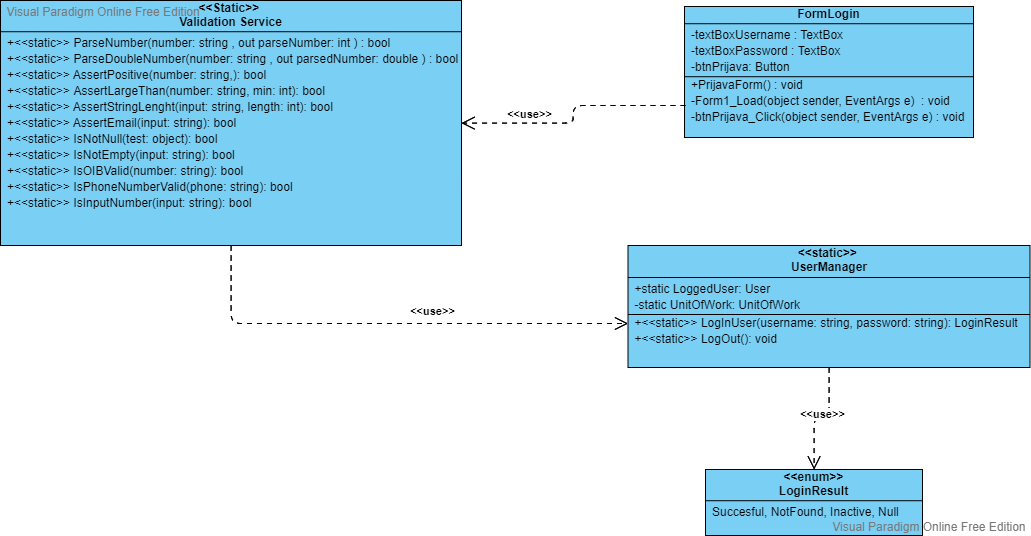 Visual Paradigm Online Free Edition
<<Static>>
Validation Service
+<<static>> ParseNumber(number: string , out parseNumber: int ) : bool
+<<static>> ParseDoubleNumber(number: string , out parsedNumber: double ) : bool
+<<static>> AssertPositive(number: string,): bool
+<<static>> AssertLargeThan(number: string, min: int): bool
+<<static>> AssertStringLenght(input: string, length: int): bool
+<<static>> AssertEmail(input: string): bool
+<<static>> IsNotNull(test: object): bool
+<<static>> IsNotEmpty(input: string): bool
+<<static>> IsOIBValid(number: string): bool
+<<static>> IsPhoneNumberValid(phone: string): bool
+<<static>> IsInputNumber(input: string): bool
FormLogin
-textBoxUsername : TextBox
-textBoxPassword : TextBox
-btnPrijava: Button
+PrijavaForm() : void
-Form1_Load(object sender, EventArgs e) : void
-btnPrijava_Click(object sender, EventArgs e) : void
<<use>>
<<use>>
<<static>>
UserManager
+static LoggedUser: User
-static UnitOfWork: UnitOfWork
+<<static>> LogInUser(username: string, password: string): LoginResult
+<<static>> LogOut(): void
<<use>>
<<enum>>
LoginResult
Succesful, NotFound, Inactive, Null
Visual Paradigm Online Free Edition